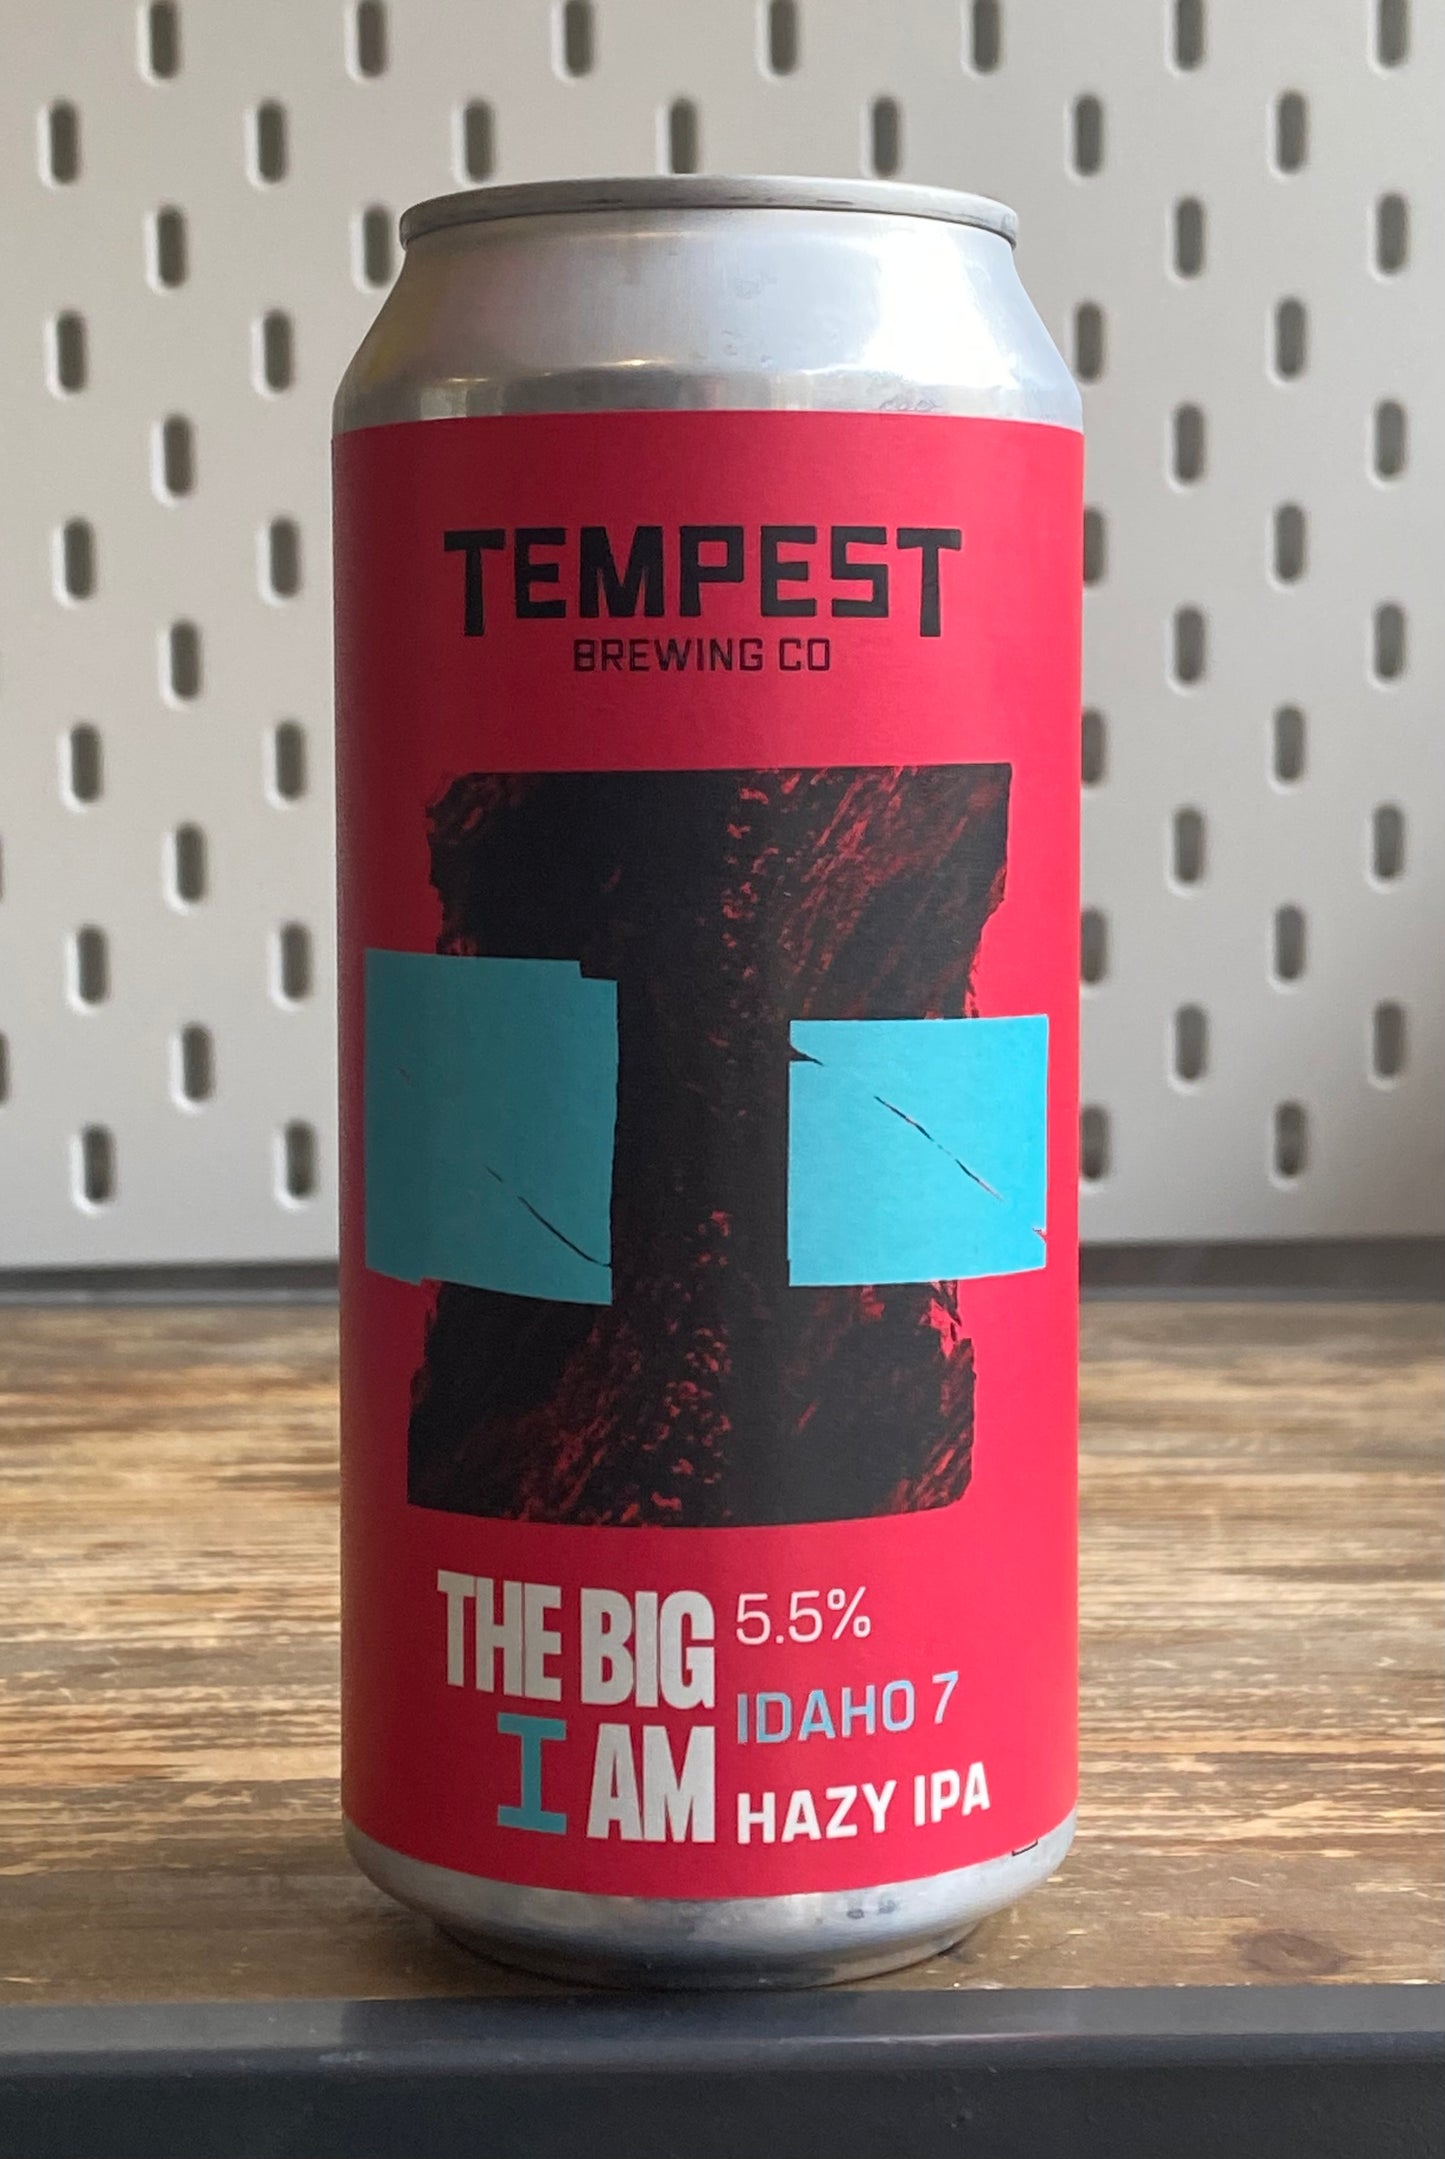 TEMPEST
BREWING CO
THE BIG
I AM
5.5%
IDAHO 7
HAZY IPA